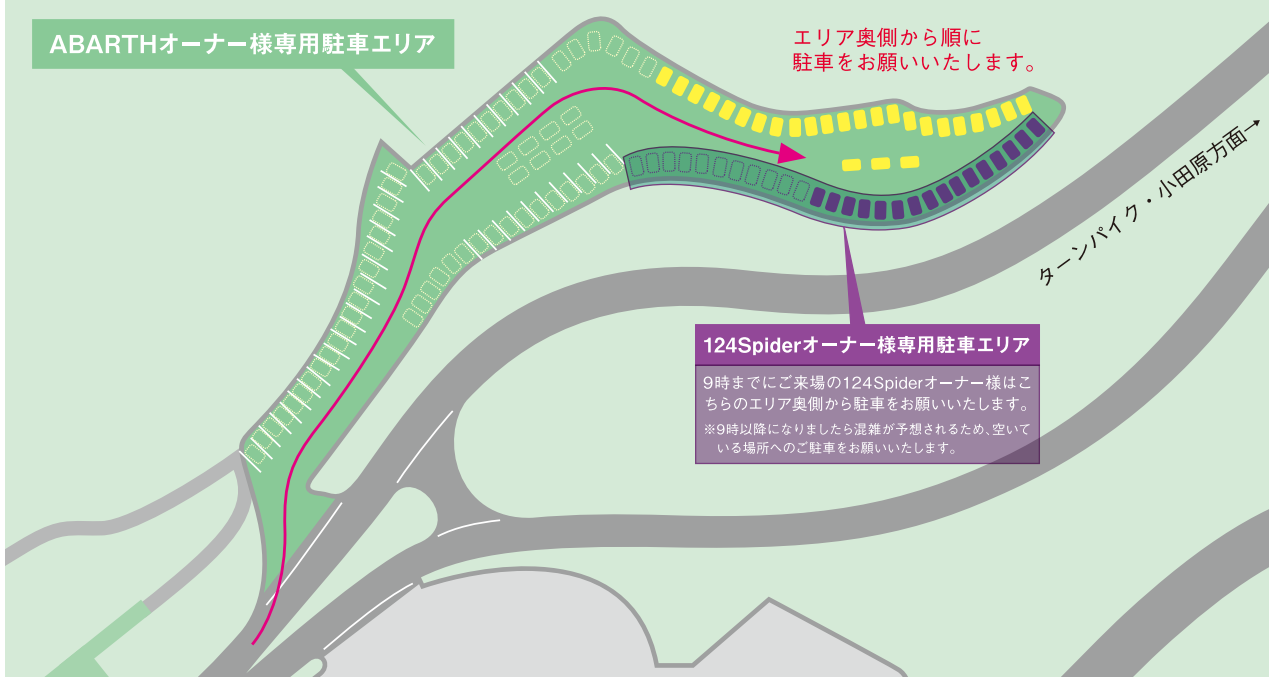 ABARTHオーナー様専用駐車エリア
エリア奥側から順に
駐車をお願いいたします。
ターンパイク・小田原方面→
124Spiderオーナー様専用駐車エリア
9時までにご来場の124Spiderオーナー様はこ
ちらのエリア奥側から駐車をお願いいたします。
※9時以降になりましたら混雑が予想されるため、空いて
いる場所へのご駐車をお願いいたします。